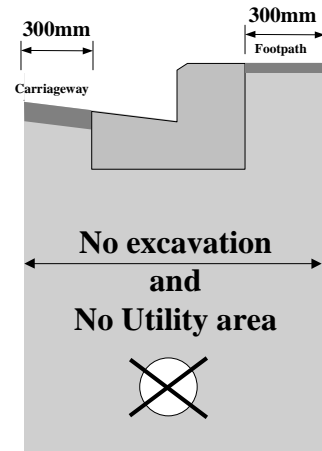 300mm
300mm
Footpath
Carriageway
No excavation
and
No Utility area